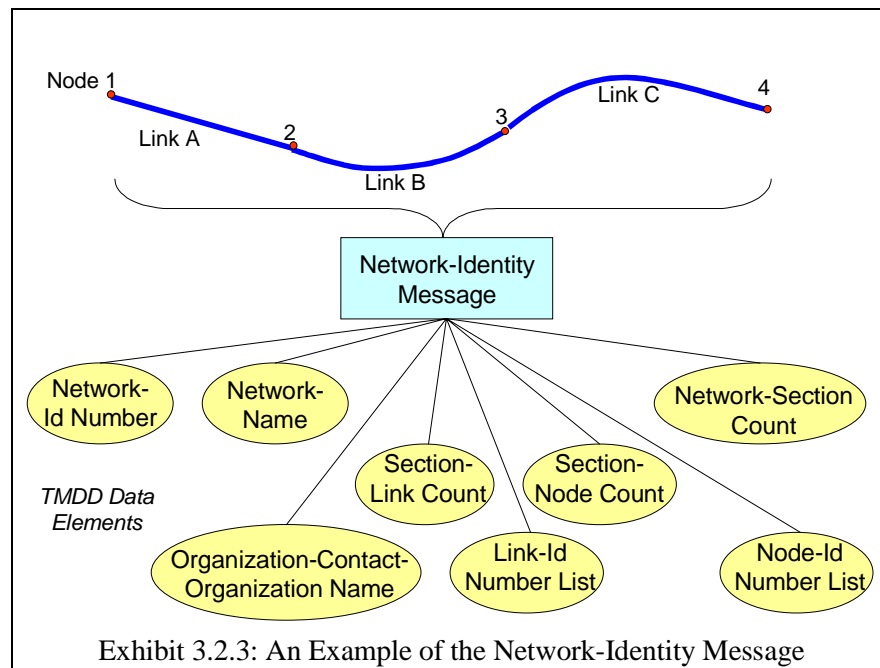 Node 1
Link A
2
Link B
3
Link C
4
Network-Identity
Message
Network-
Id Number
Network-
Name
Network-Section
Count
Section-
Link Count
Section-
Node Count
TMDD Data
Elements
Organization-Contact-
Organization Name
Link-Id
Number List
Node-Id
Number List
Exhibit 3.2.3: An Example of the Network-Identity Message